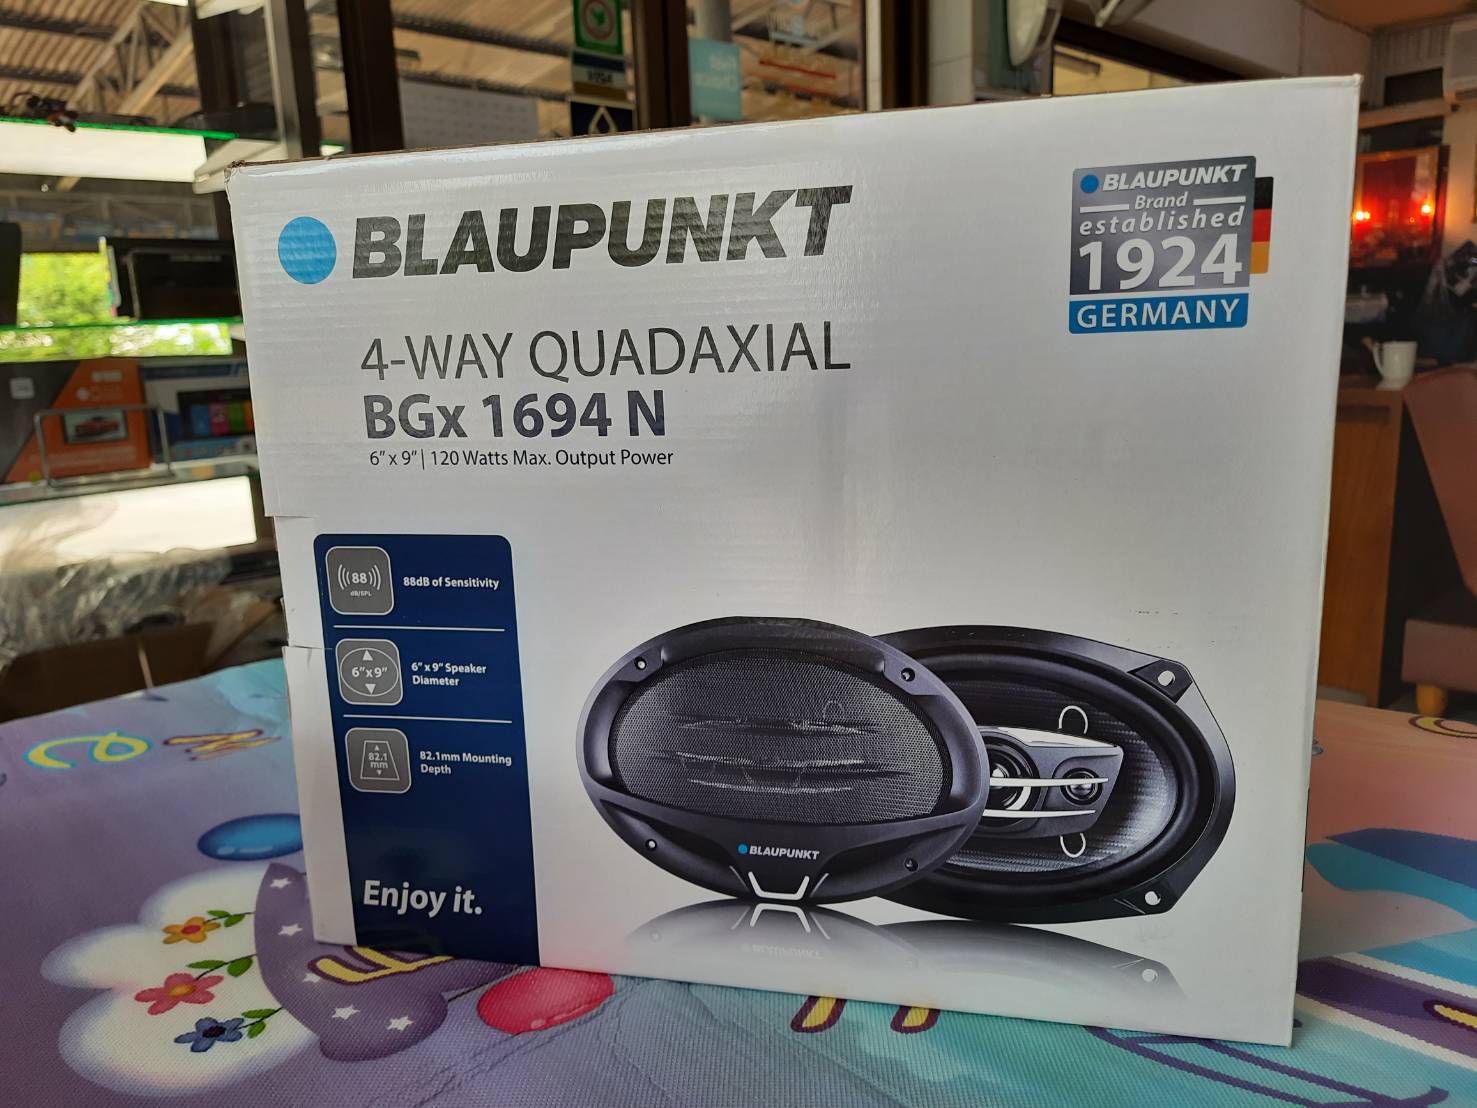 BLAUPUNKT
BLAUPUNKT
Brand
established
1924
GERMANY
4-WAY QUADAXIAL
BGx 1694 N
6” x 9” | 120 Watts Max. Output Power
88
dB/SPL
88dB of Sensitivity
6”x9”
6” x 9” Speaker
Diameter
82.1
mm
82.1mm Mounting
Depth
Enjoy it.
BLAUPUNKT